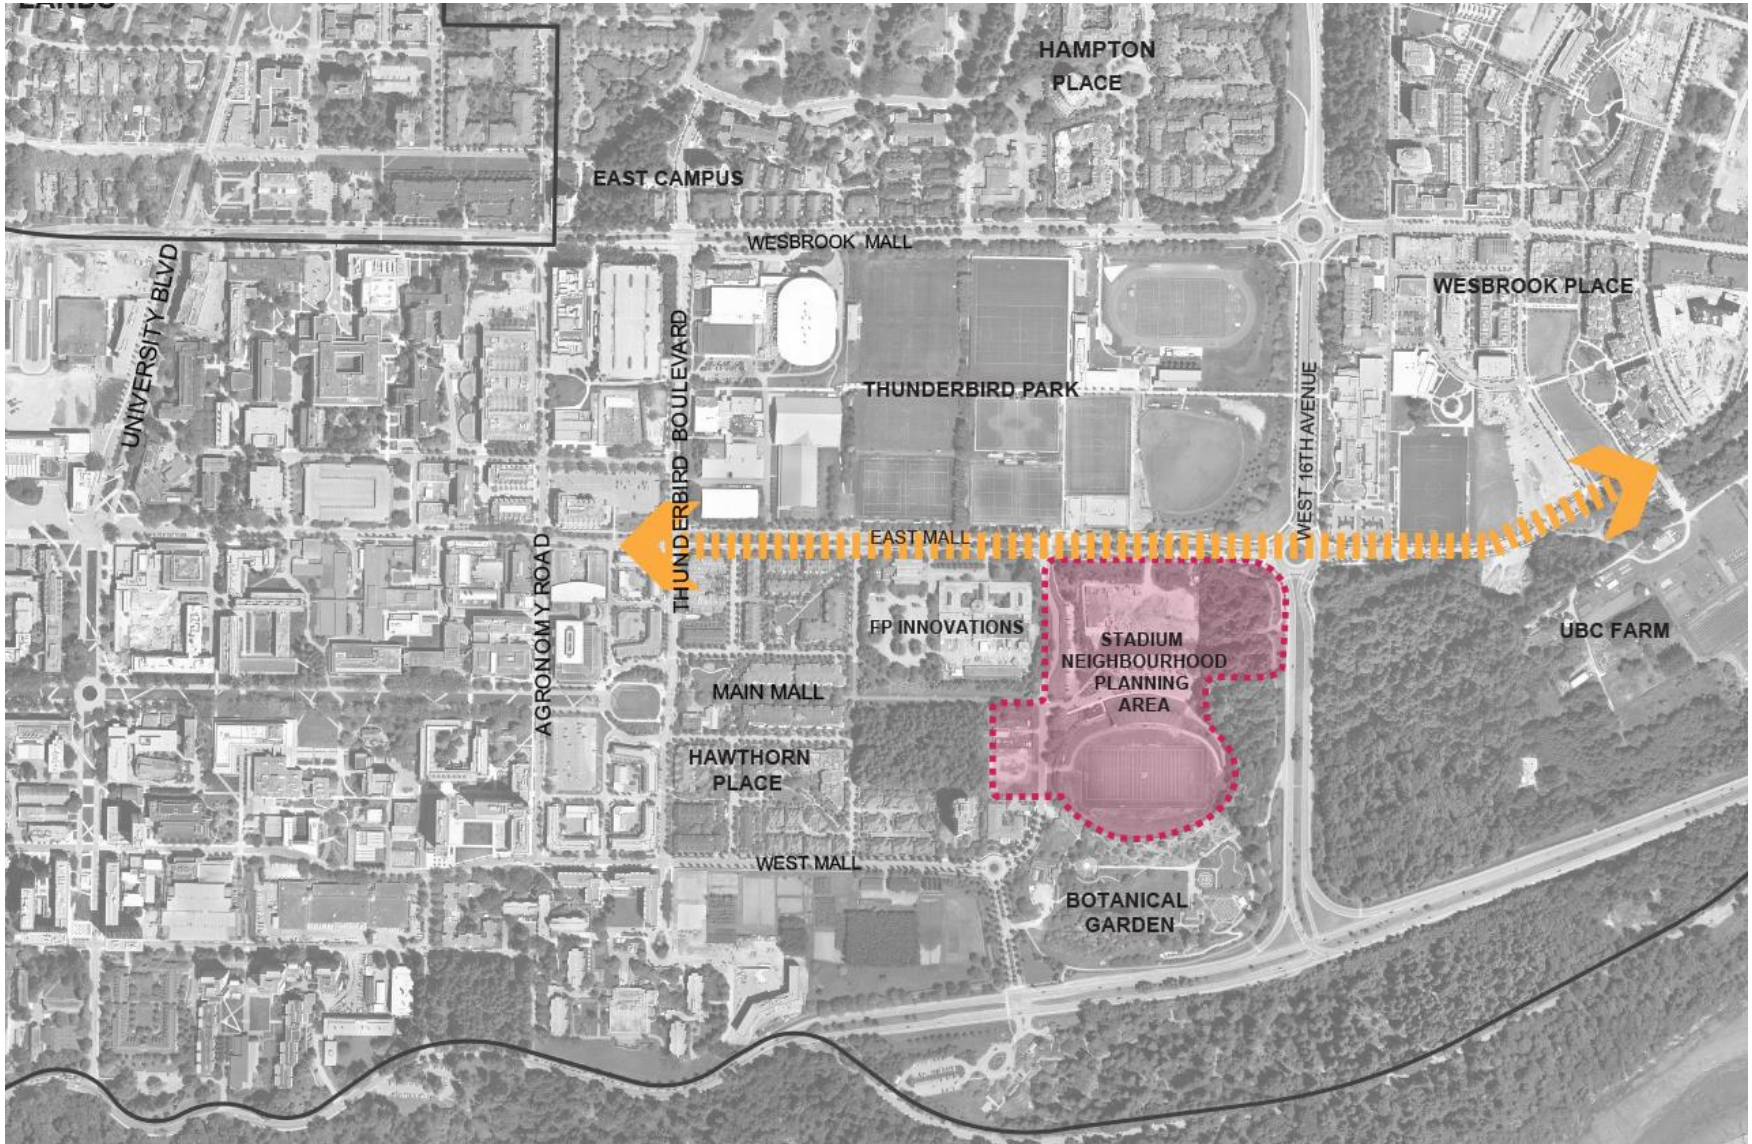 HAMPTON
PLACE
EAST CAMPUS
WESBROOK MALL
UNIVERSITY BLVD
WESBROOK PLACE
THUNDERBIRD BOULEVARD
THUNDERBIRD PARK
WEST 16TH AVENUE
EAST MALL
AGRONOMY ROAD
FP INNOVATIONS
STADIUM
NEIGHBOURHOOD
PLANNING
AREA
UBC FARM
MAIN MALL
HAWTHORN
PLACE
WEST MALL
BOTANICAL
GARDEN